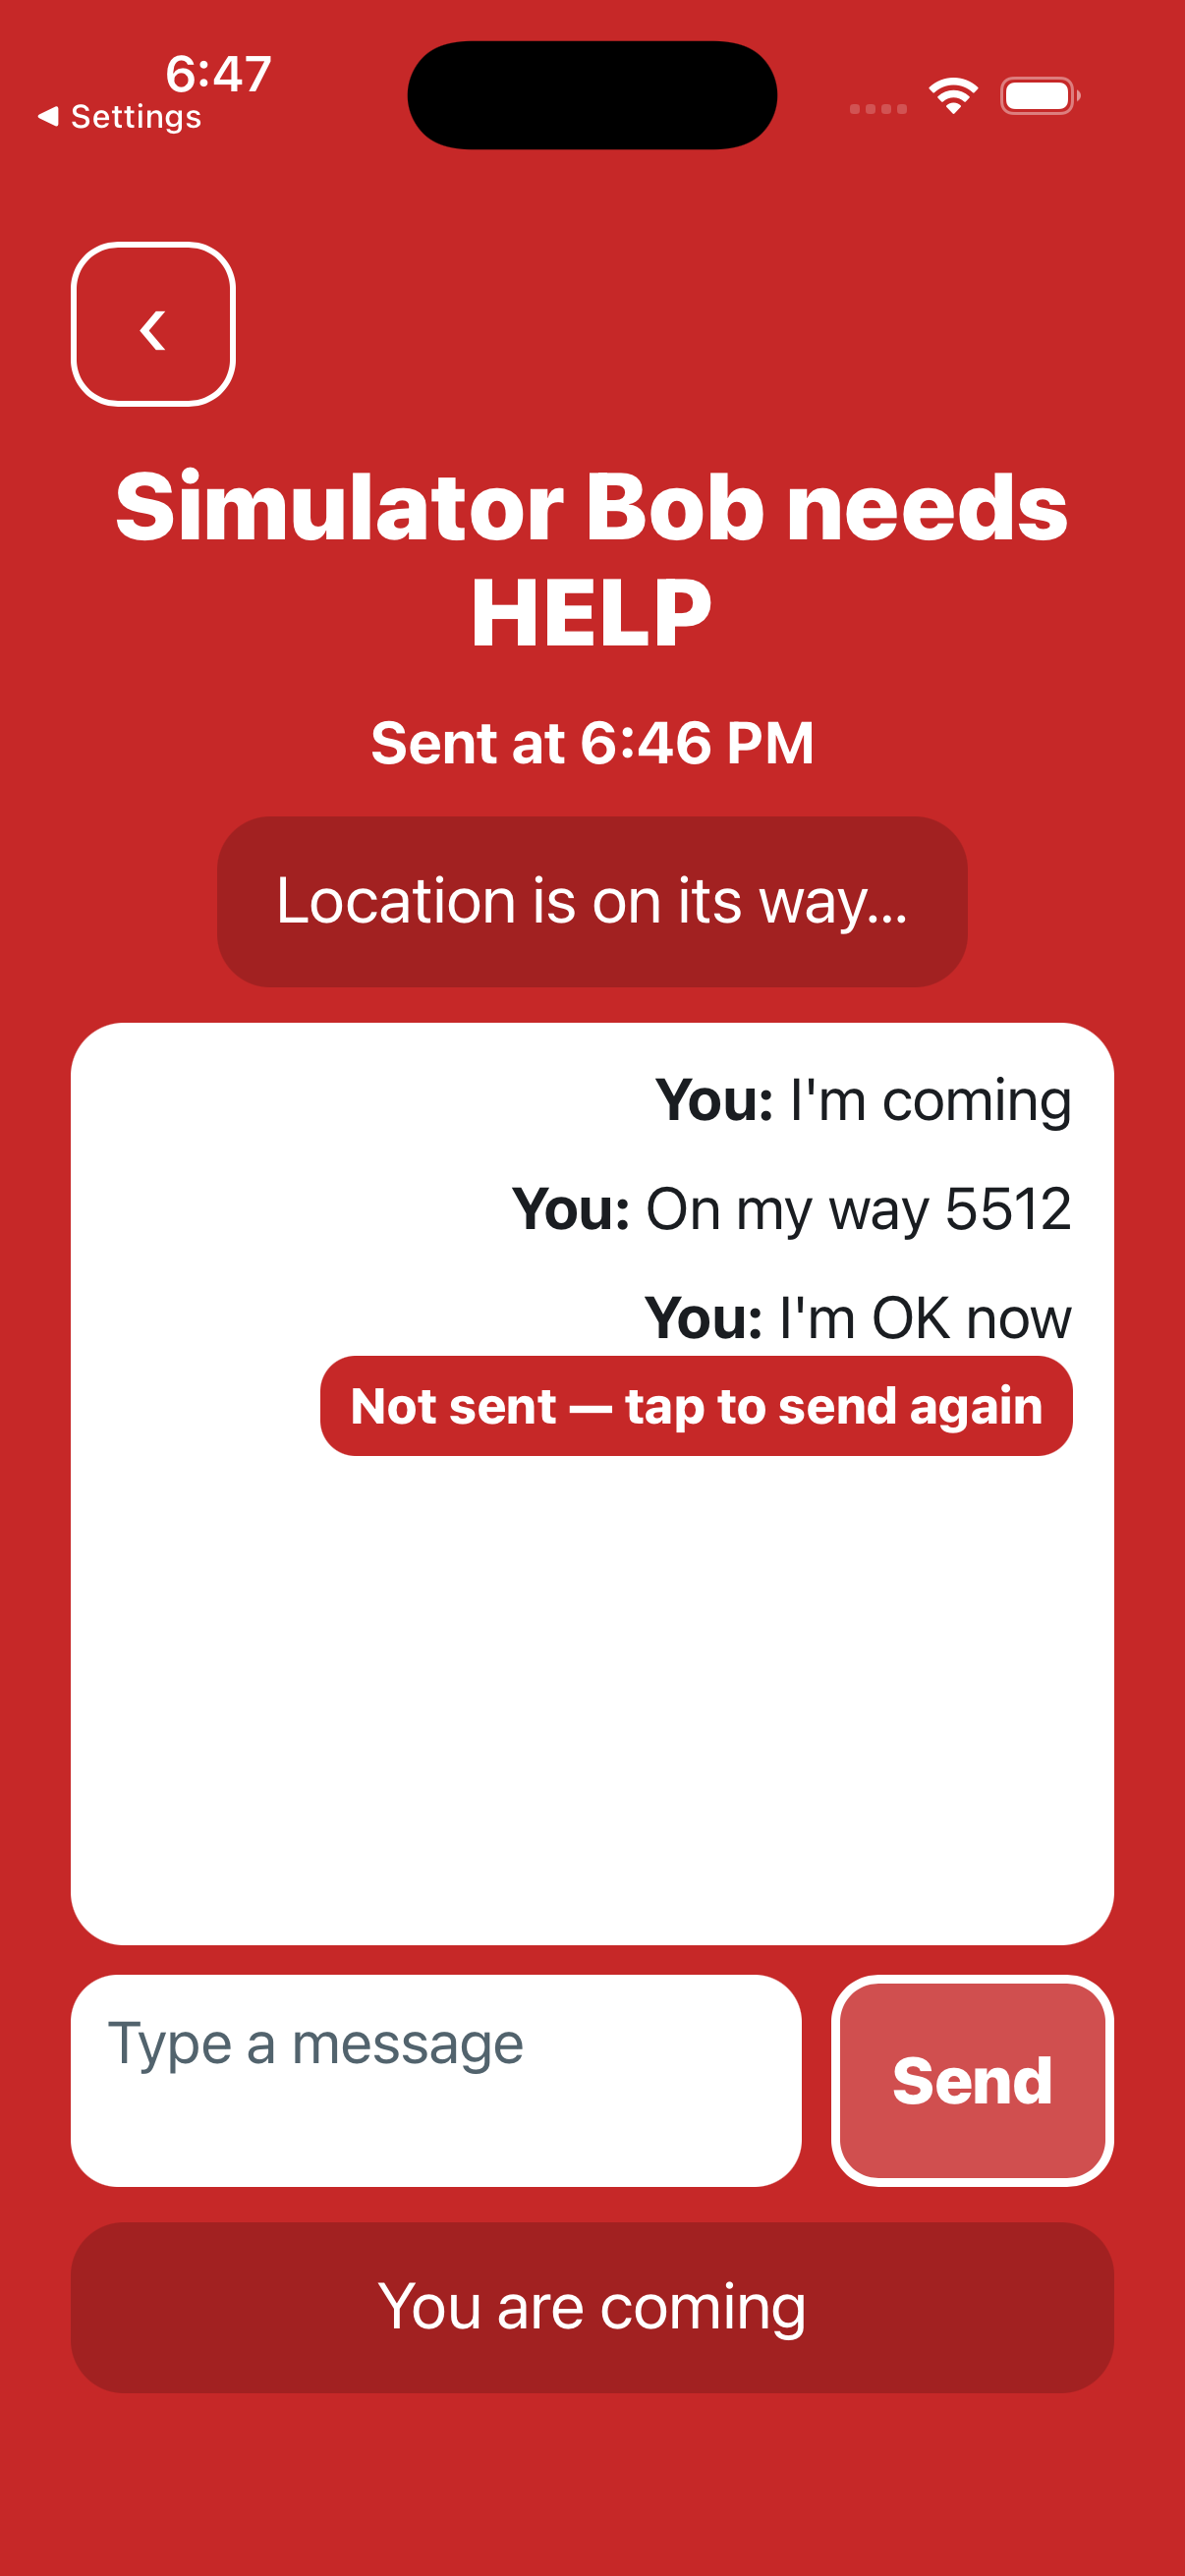 6:47
◀ Settings
‹
Simulator Bob needs
HELP
Sent at 6:46 PM
Location is on its way...
You: I'm coming
You: On my way 5512
You: I'm OK now
Not sent — tap to send again
Type a message
Send
You are coming